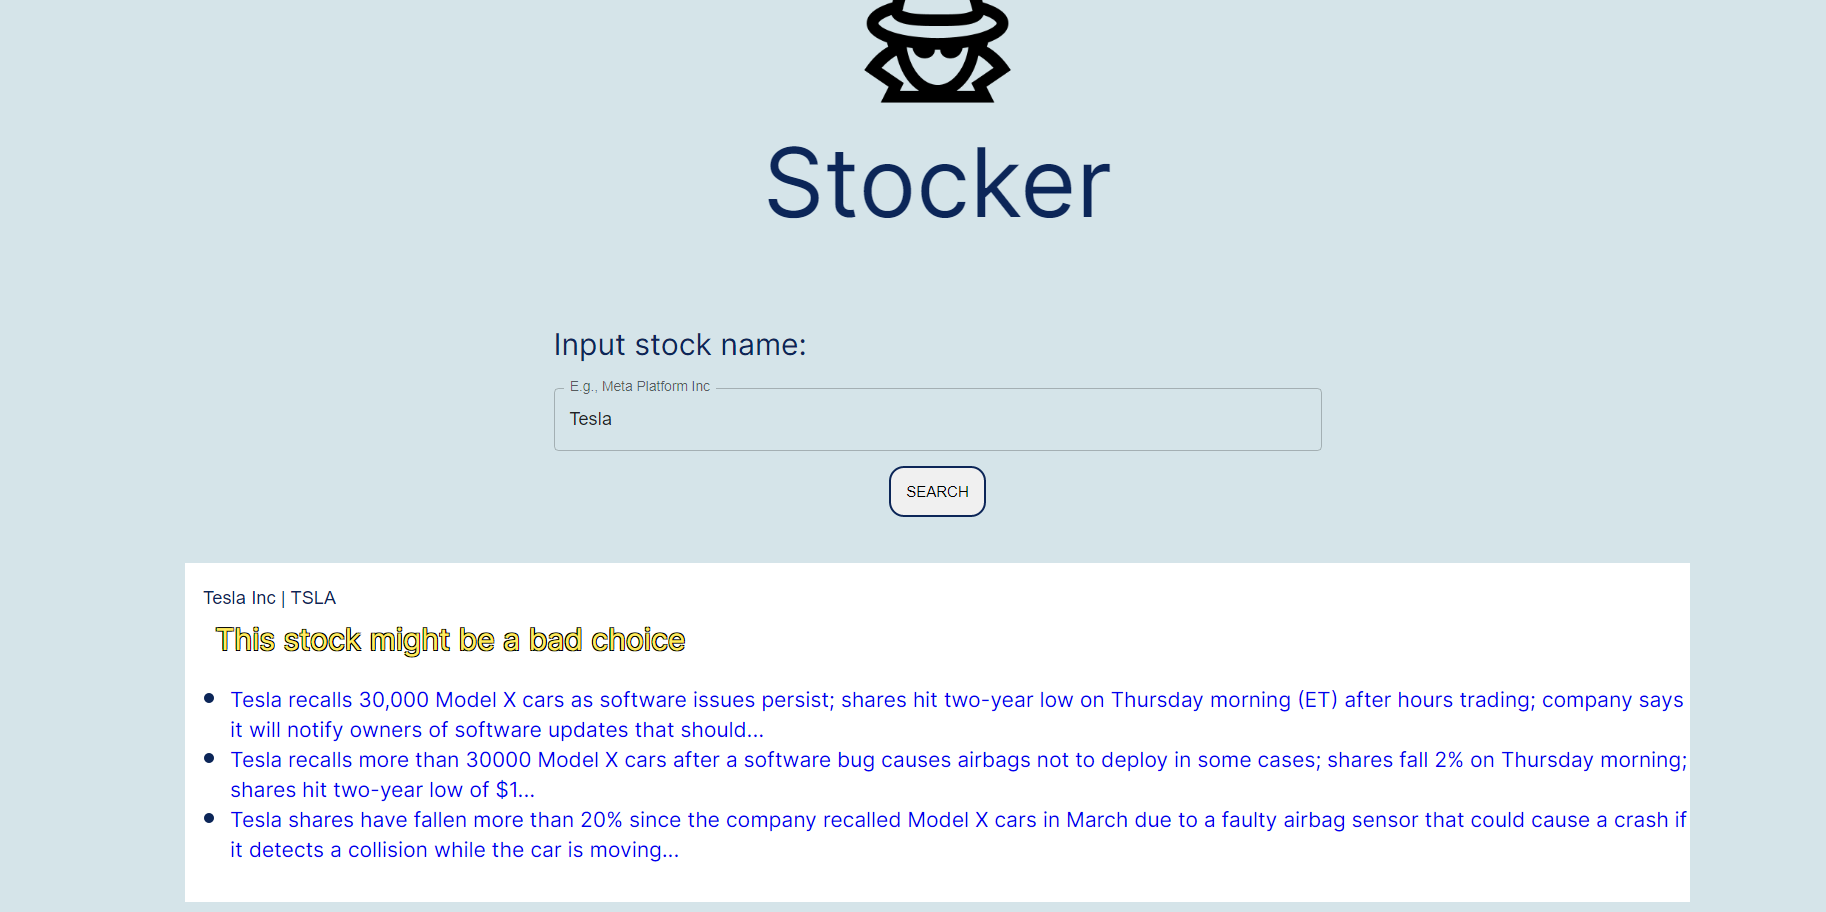 Stocker
Input stock name:
E.g., Meta Platform Inc
Tesla
SEARCH
Tesla Inc | TSLA
This stock might be a bad choice
Tesla recalls 30,000 Model X cars as software issues persist; shares hit two-year low on Thursday morning (ET) after hours trading; company says
it will notify owners of software updates that should...
Tesla recalls more than 30000 Model X cars after a software bug causes airbags not to deploy in some cases; shares fall 2% on Thursday morning;
shares hit two-year low of $1...
Tesla shares have fallen more than 20% since the company recalled Model X cars in March due to a faulty airbag sensor that could cause a crash if
it detects a collision while the car is moving...